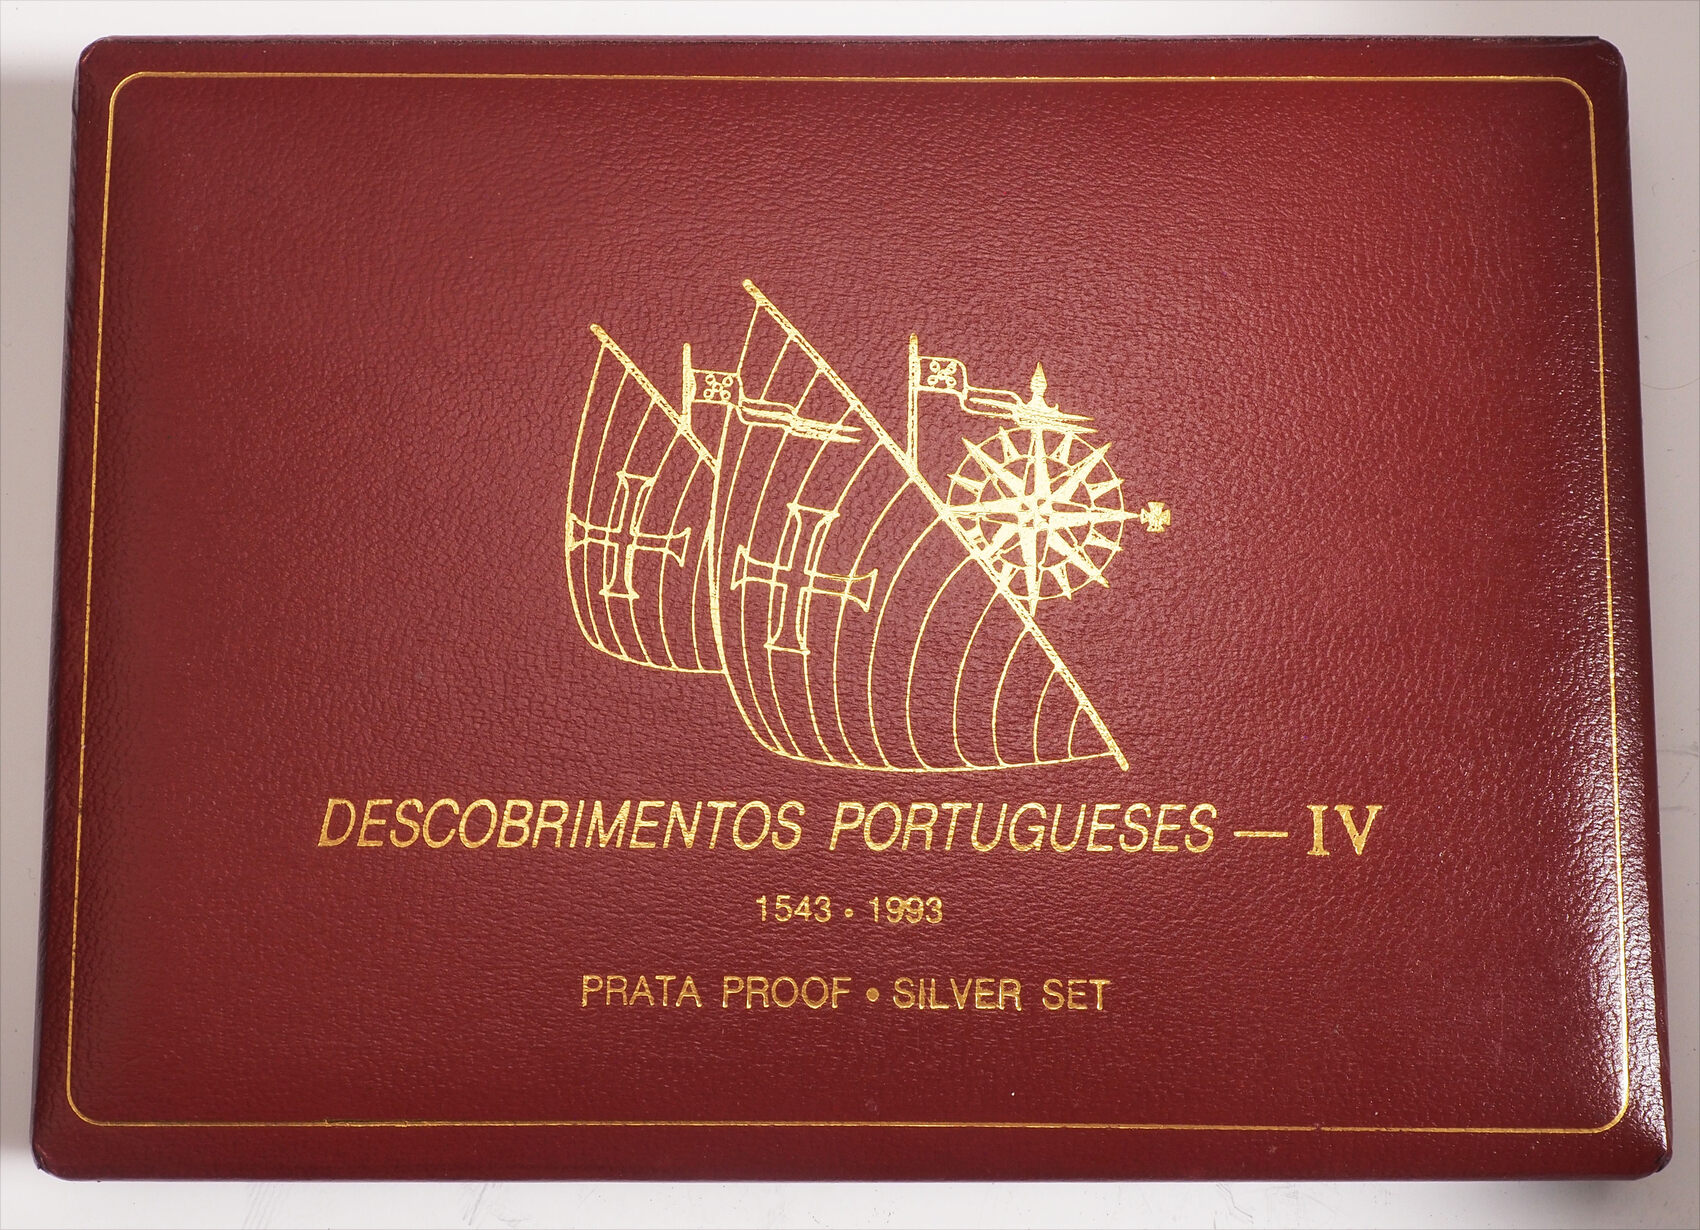 DESCOBRIMENTOS PORTUGUESES — IV
1543 • 1993
PRATA PROOF • SILVER SET